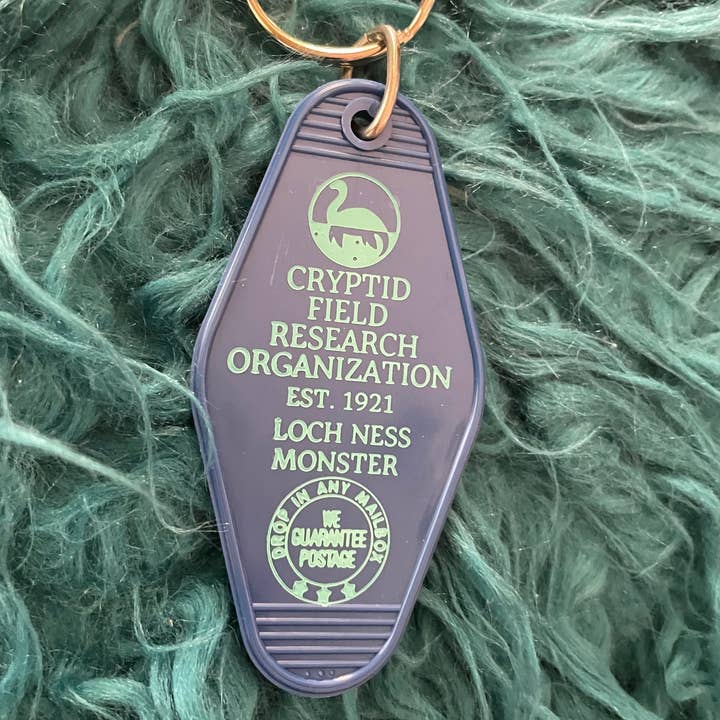 CRYPTID
FIELD
RESEARCH
ORGANIZATION
EST. 1921
LOCH NESS
MONSTER
DROP IN ANY MAILBOX
WE
GUARANTEE
POSTAGE